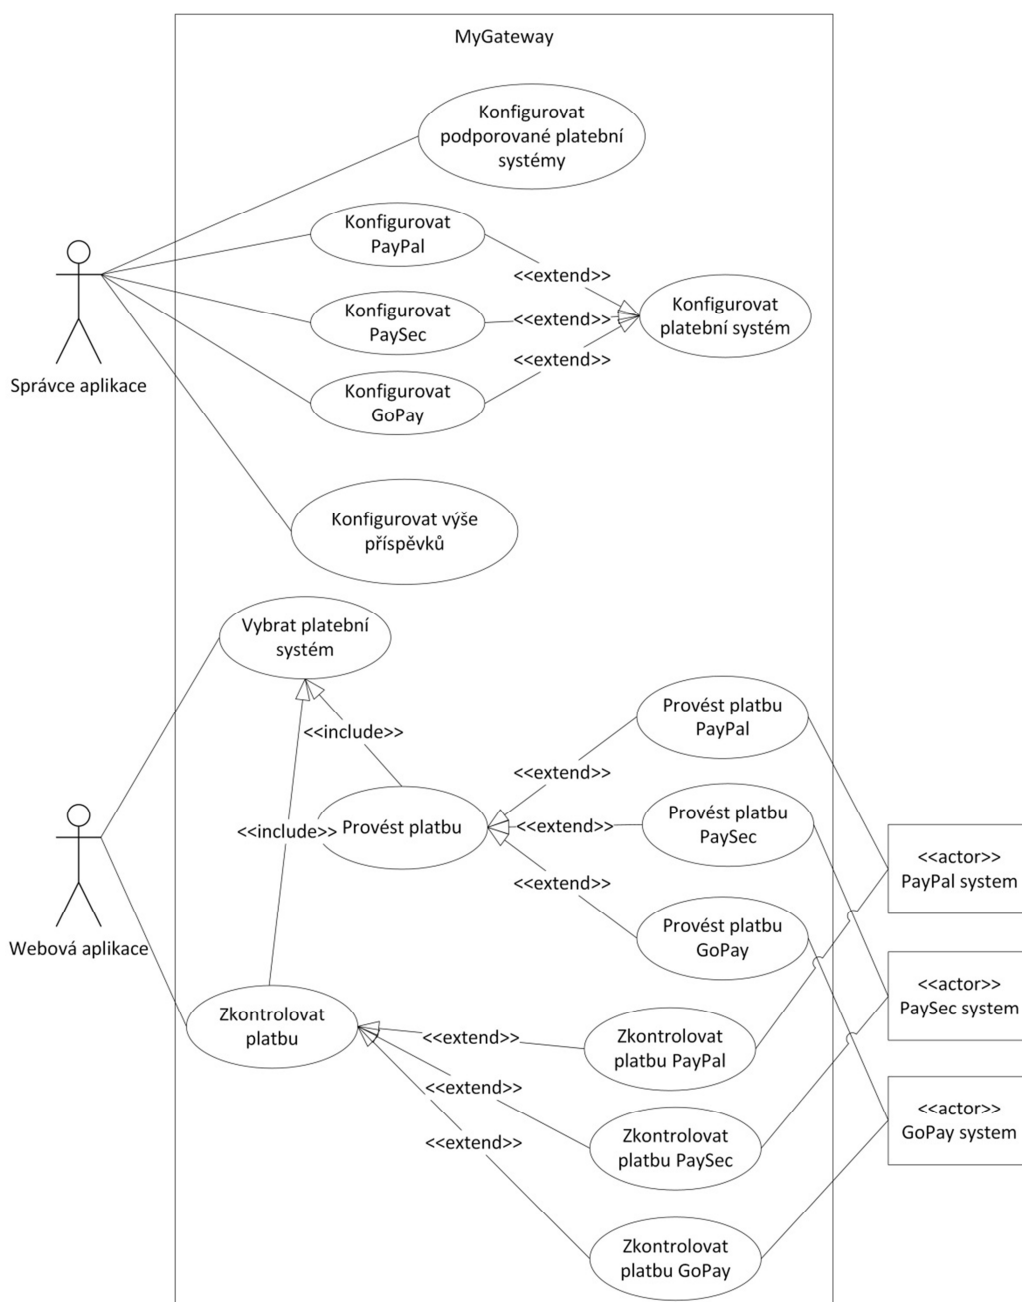 MyGateway
Konfigurovat
podporované platební
systémy
Konfigurovat
PayPal
<<extend>>
Konfigurovat
PaySec
<<extend>>
Konfigurovat
platební systém
<<extend>>
Správce aplikace
Konfigurovat
GoPay
Konfigurovat výše
příspěvků
Vybrat platební
systém
Provést platbu
PayPal
<<include>>
<<extend>>
Provést platbu
PaySec
<<include>>
Provést platbu
<<extend>>
<<actor>>
PayPal system
<<extend>>
Provést platbu
GoPay
Webová aplikace
<<actor>>
PaySec system
Zkontrolovat
platbu
<<extend>>
Zkontrolovat
platbu PayPal
<<extend>>
<<actor>>
GoPay system
<<extend>>
Zkontrolovat
platbu PaySec
Zkontrolovat
platbu GoPay